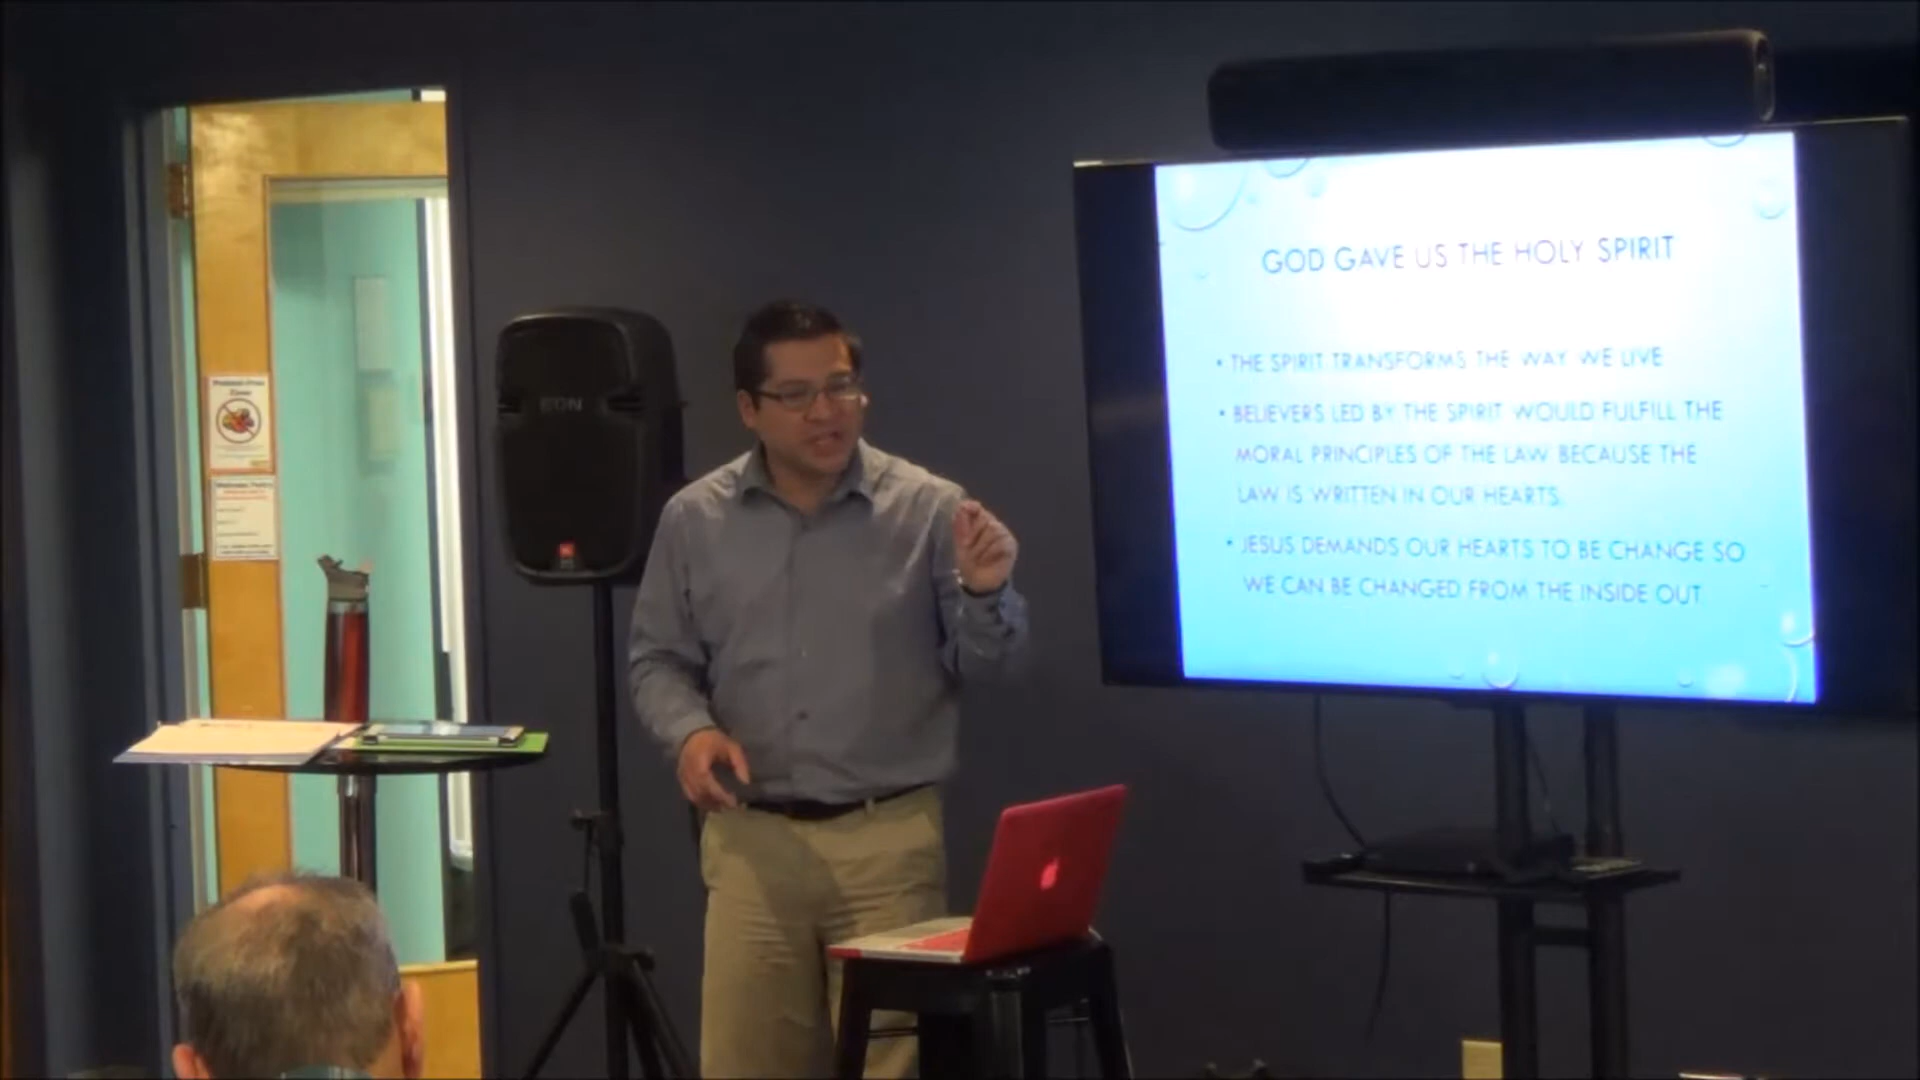 GOD GAVE US THE HOLY SPIRIT
• THE SPIRIT TRANSFORMS THE WAY WE LIVE
• BELIEVERS LED BY THE SPIRIT WOULD FULFILL THE
MORAL PRINCIPLES OF THE LAW BECAUSE THE
LAW IS WRITTEN IN OUR HEARTS.
• JESUS DEMANDS OUR HEARTS TO BE CHANGE SO
WE CAN BE CHANGED FROM THE INSIDE OUT
EON